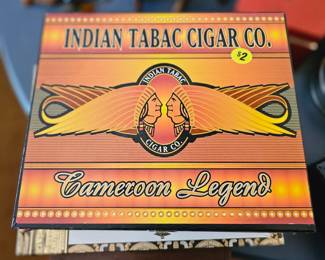 INDIAN TABAC CIGAR CO.
$2
INDIAN TABAC
CIGAR CO.
Cameroon Legend